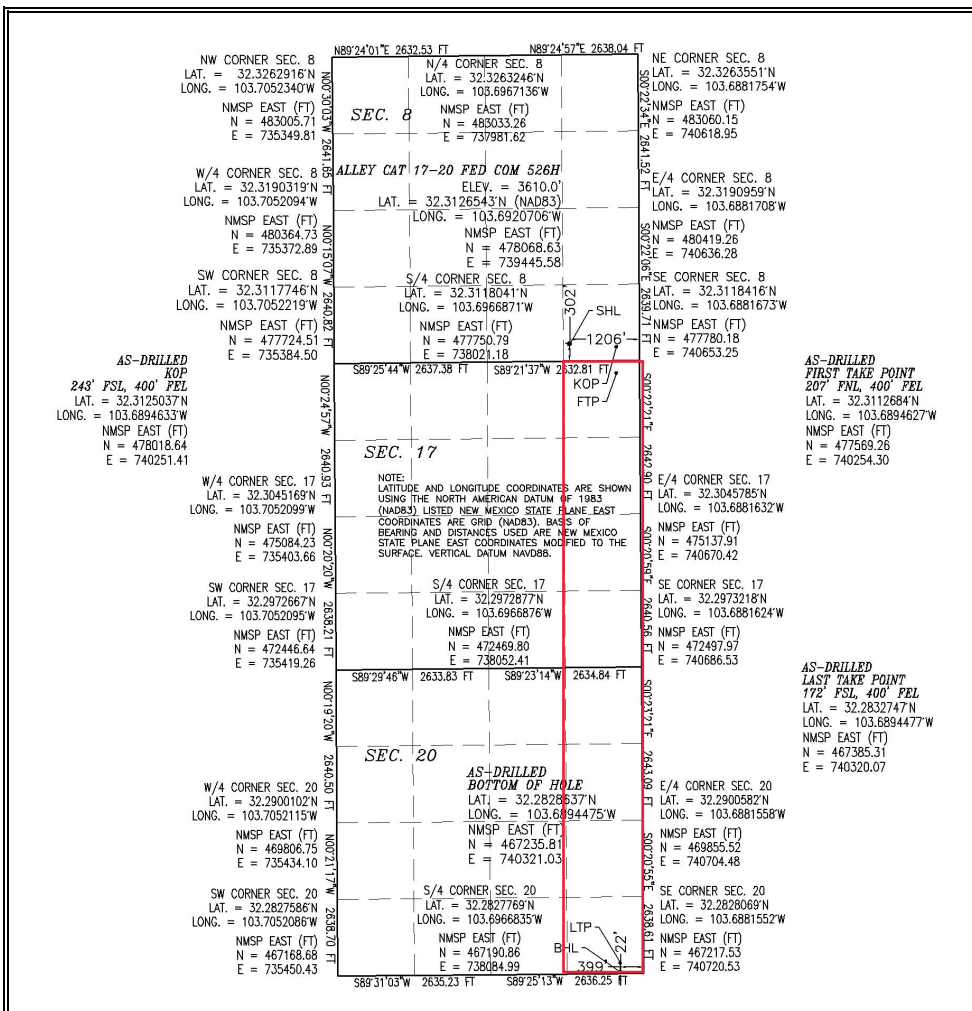 N89°24'01"E 2632.53 FT
N89°24'57"E 2638.04 FT
NW CORNER SEC. 8
LAT. = 32.3262916°N
LONG. = 103.7052340°W
NMSP EAST (FT)
N = 483005.71
E = 735349.81
N/4 CORNER SEC. 8
LAT. = 32.3263246°N
LONG. = 103.6967136°W
NMSP EAST (FT)
N = 483033.26
E = 737981.62
NE CORNER SEC. 8
LAT. = 32.3263551°N
LONG. = 103.6881754°W
NMSP EAST (FT)
N = 483060.15
E = 740618.95
N00°30'03"W 2641.65 FT
SEC. 8
S00°22'34"E 2641.52 FT
W/4 CORNER SEC. 8
LAT. = 32.3190319°N
LONG. = 103.7052094°W
NMSP EAST (FT)
N = 480364.73
E = 735372.89
ALLEY CAT 17-20 FED COM 526H
ELEV. = 3610.0'
LAT. = 32.3126543°N (NAD83)
LONG. = 103.6920706°W
NMSP EAST (FT)
N = 478068.63
E = 739445.58
E/4 CORNER SEC. 8
LAT. = 32.3190959°N
LONG. = 103.6881708°W
NMSP EAST (FT)
N = 480419.26
E = 740636.28
N00°15'07"W 2640.82 FT
S00°22'06"E 2639.71 FT
SW CORNER SEC. 8
LAT. = 32.3117746°N
LONG. = 103.7052219°W
NMSP EAST (FT)
N = 477724.51
E = 735384.50
S/4 CORNER SEC. 8
LAT. = 32.3118041°N
LONG. = 103.6966871°W
NMSP EAST (FT)
N = 477750.79
E = 738021.18
302'
SHL
1206'
KOP
FTP
SE CORNER SEC. 8
LAT. = 32.3118416°N
LONG. = 103.6881673°W
NMSP EAST (FT)
N = 477780.18
E = 740653.25
S89°25'44"W 2637.38 FT
S89°21'37"W 2632.81 FT
AS-DRILLED
KOP
243' FSL, 400' FEL
LAT. = 32.3125037°N
LONG. = 103.6894633°W
NMSP EAST (FT)
N = 478018.64
E = 740251.41
AS-DRILLED
FIRST TAKE POINT
207' FNL, 400' FEL
LAT. = 32.3112684°N
LONG. = 103.6894627°W
NMSP EAST (FT)
N = 477569.26
E = 740254.30
N00°24'57"W 2640.93 FT
SEC. 17
S00°22'21"E 2642.90 FT
NOTE:
LATITUDE AND LONGITUDE COORDINATES ARE SHOWN
USING THE NORTH AMERICAN DATUM OF 1983
(NAD83) LISTED NEW MEXICO STATE PLANE EAST
COORDINATES ARE GRID (NAD83). BASIS OF
BEARING AND DISTANCES USED ARE NEW MEXICO
STATE PLANE EAST COORDINATES MODIFIED TO THE
SURFACE. VERTICAL DATUM NAVD88.
W/4 CORNER SEC. 17
LAT. = 32.3045169°N
LONG. = 103.7052099°W
NMSP EAST (FT)
N = 475084.23
E = 735403.66
E/4 CORNER SEC. 17
LAT. = 32.3045785°N
LONG. = 103.6881632°W
NMSP EAST (FT)
N = 475137.91
E = 740670.42
N00°20'20"W 2638.21 FT
S00°20'59"E 2640.56 FT
SW CORNER SEC. 17
LAT. = 32.2972667°N
LONG. = 103.7052095°W
NMSP EAST (FT)
N = 472446.64
E = 735419.26
S/4 CORNER SEC. 17
LAT. = 32.2972877°N
LONG. = 103.6966876°W
NMSP EAST (FT)
N = 472469.80
E = 738052.41
SE CORNER SEC. 17
LAT. = 32.2973218°N
LONG. = 103.6881624°W
NMSP EAST (FT)
N = 472497.97
E = 740686.53
S89°29'46"W 2633.83 FT
S89°23'14"W 2634.84 FT
AS-DRILLED
LAST TAKE POINT
172' FSL, 400' FEL
LAT. = 32.2832747°N
LONG. = 103.6894477°W
NMSP EAST (FT)
N = 467385.31
E = 740320.07
N00°19'20"W 2640.50 FT
SEC. 20
S00°23'21"E 2643.09 FT
AS-DRILLED
BOTTOM OF HOLE
LAT. = 32.2828637°N
LONG. = 103.6894475°W
NMSP EAST (FT)
N = 467235.81
E = 740321.03
W/4 CORNER SEC. 20
LAT. = 32.2900102°N
LONG. = 103.7052115°W
NMSP EAST (FT)
N = 469806.75
E = 735434.10
E/4 CORNER SEC. 20
LAT. = 32.2900582°N
LONG. = 103.6881558°W
NMSP EAST (FT)
N = 469855.52
E = 740704.48
N00°21'17"W 2638.70 FT
S00°20'55"E 2638.61 FT
SW CORNER SEC. 20
LAT. = 32.2827586°N
LONG. = 103.7052086°W
NMSP EAST (FT)
N = 467168.68
E = 735450.43
S/4 CORNER SEC. 20
LAT. = 32.2827769°N
LONG. = 103.6966835°W
NMSP EAST (FT)
N = 467190.86
E = 738084.99
LTP
BHL
22'
399'
SE CORNER SEC. 20
LAT. = 32.2828069°N
LONG. = 103.6881552°W
NMSP EAST (FT)
N = 467217.53
E = 740720.53
S89°31'03"W 2635.23 FT
S89°25'13"W 2636.25 FT